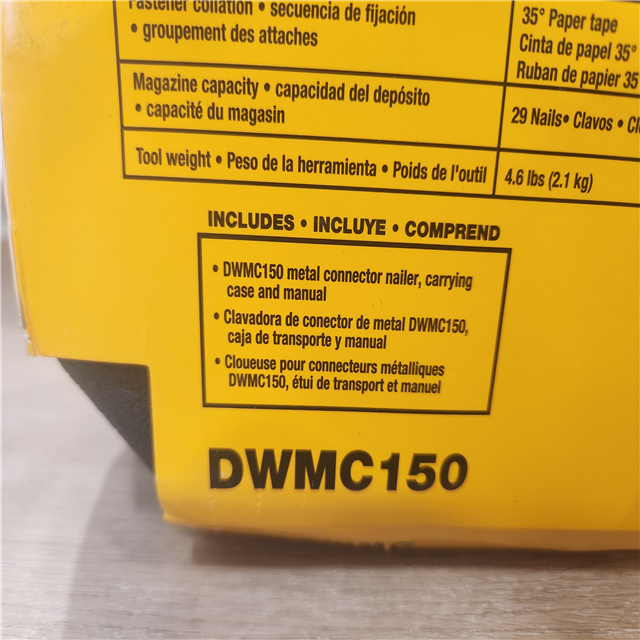 Fastener collation • secuencia de fijación
• groupement des attaches
35° Paper tape
Cinta de papel 35°
Ruban de papier 35
Magazine capacity • capacidad del depósito
• capacité du magasin
29 Nails • Clavos •
Tool weight • Peso de la herramienta • Poids de l'outil
4.6 lbs (2.1 kg)
INCLUDES • INCLUYE • COMPREND
• DWMC150 metal connector nailer, carrying
case and manual
• Clavadora de conector de metal DWMC150,
caja de transporte y manual
• Cloueuse pour connecteurs métalliques
DWMC150, étui de transport et manuel
DWMC150